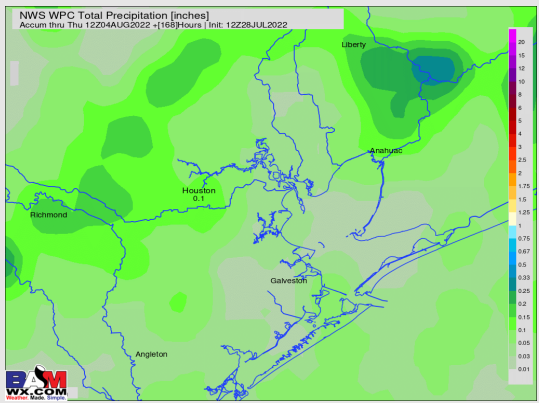 NWS WPC Total Precipitation [inches]
Accum thru Thu 12Z04AUG2022 +[168]Hours | Init: 12Z28JUL2022
Liberty
Anahuac
Houston
0.1
Richmond
Galveston
Angleton
20
15
12
10
8
6
5
4
3
2.5
2
1.75
1.5
1.25
1
0.75
0.67
0.5
0.33
0.25
0.2
0.15
0.1
0.05
0.03
0.01
BAM
WX.COM
Weather. Made. Simple.